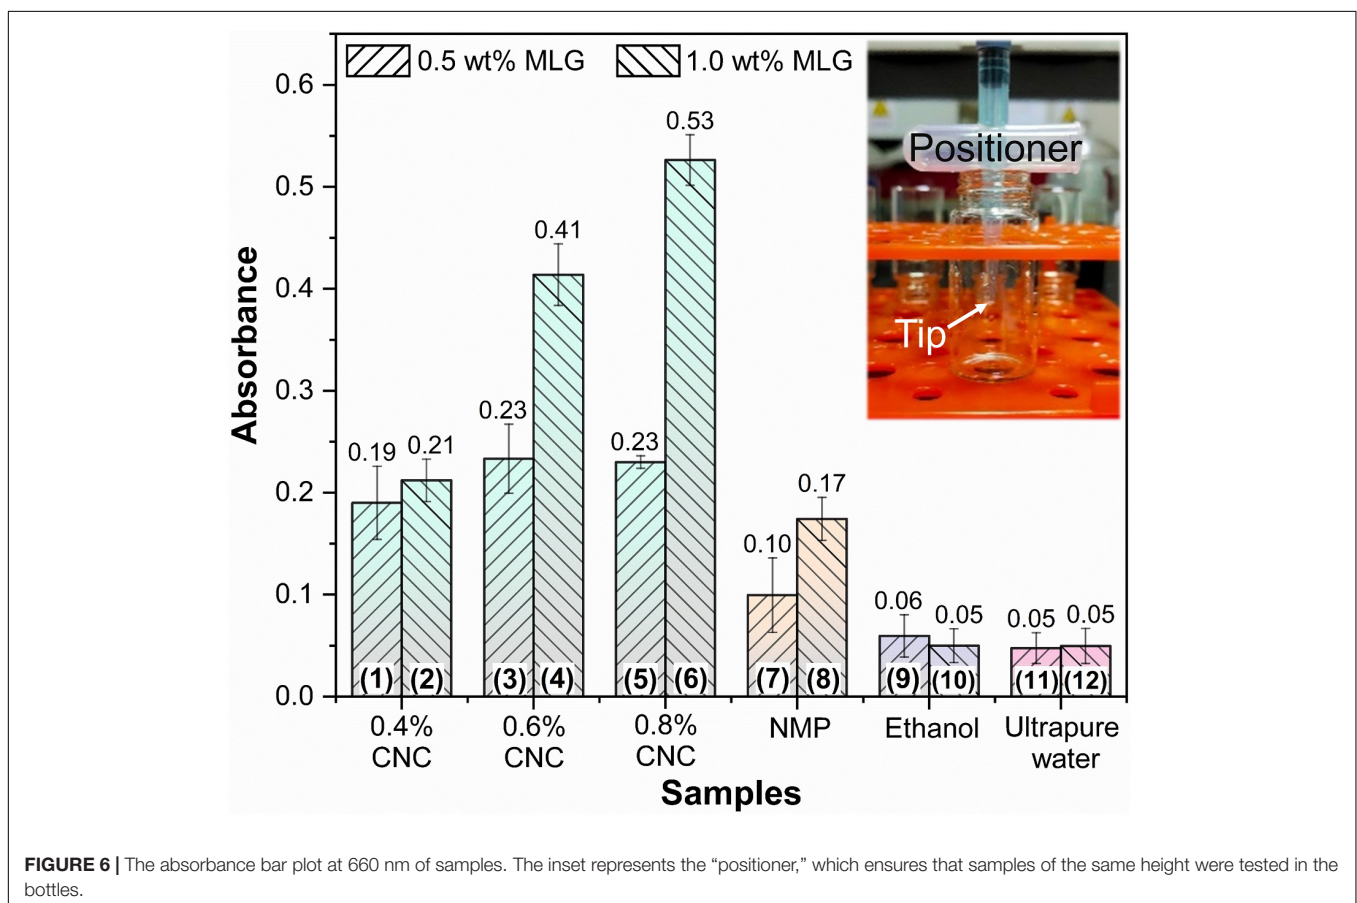 0.5 wt% MLG
1.0 wt% MLG
Absorbance
0.6
0.5
0.4
0.3
0.2
0.1
0.0
0.19
0.21
0.23
0.41
0.23
0.53
0.10
0.17
0.06
0.05
0.05
0.05
Positioner
Tip
(1)
(2)
(3)
(4)
(5)
(6)
(7)
(8)
(9)
(10)
(11)
(12)
0.4%
CNC
0.6%
CNC
0.8%
CNC
NMP
Ethanol
Ultrapure
water
Samples
FIGURE 6 | The absorbance bar plot at 660 nm of samples. The inset represents the “positioner,” which ensures that samples of the same height were tested in the
bottles.